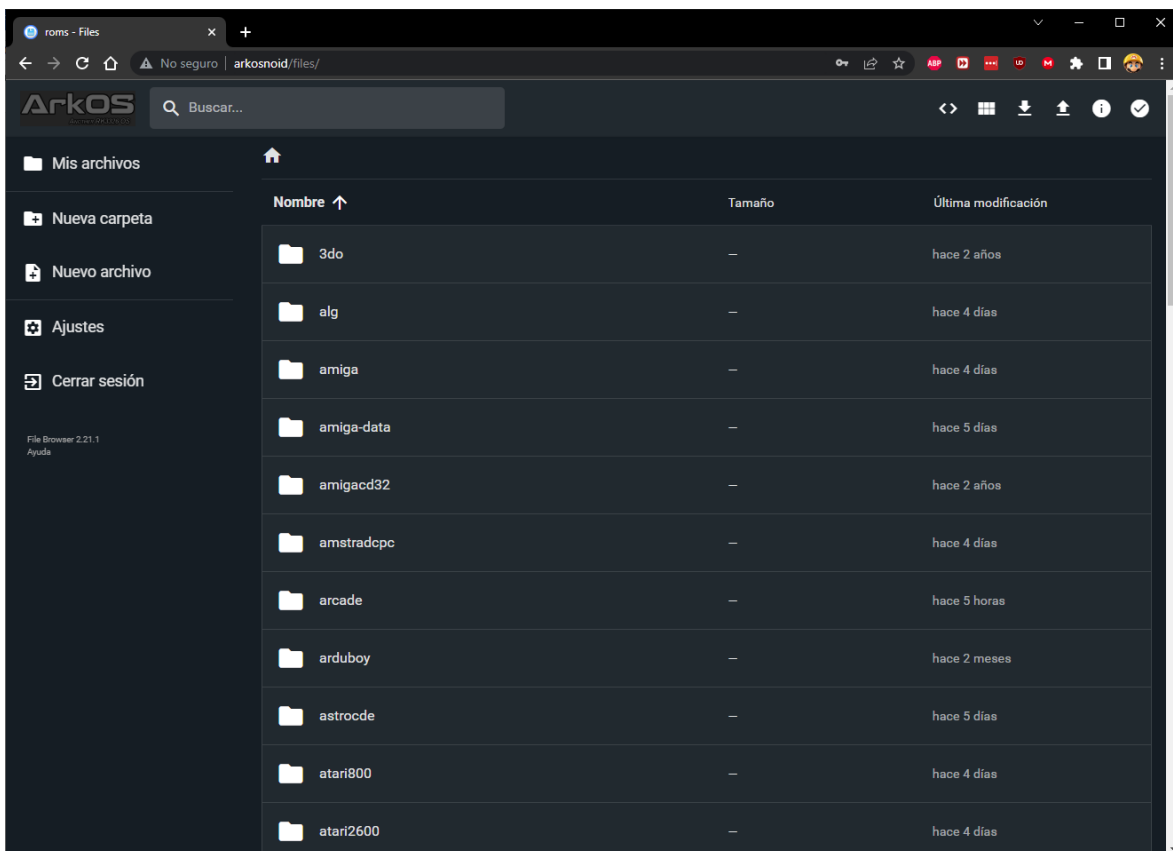 roms - Files
No seguro | arkosnoid/files/
ABP
UD
M
ArkOS
Buscar...
Mis archivos
Nueva carpeta
Nuevo archivo
Ajustes
Cerrar sesión
File Browser 2.21.1
Ayuda
Nombre Tamaño Última modificación
3do — hace 2 años
alg — hace 4 días
amiga — hace 4 días
amiga-data — hace 5 días
amigacd32 — hace 2 años
amstradcpc — hace 4 días
arcade — hace 5 horas
arduboy — hace 2 meses
astrocde — hace 5 días
atari800 — hace 4 días
atari2600 — hace 4 días